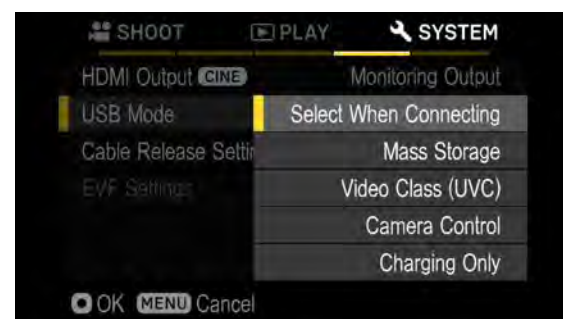 SHOOT PLAY SYSTEM
HDMI Output CINE Monitoring Output
USB Mode Select When Connecting
Cable Release Settin Mass Storage
EVF Settings Video Class (UVC)
Camera Control
Charging Only
OK MENU Cancel